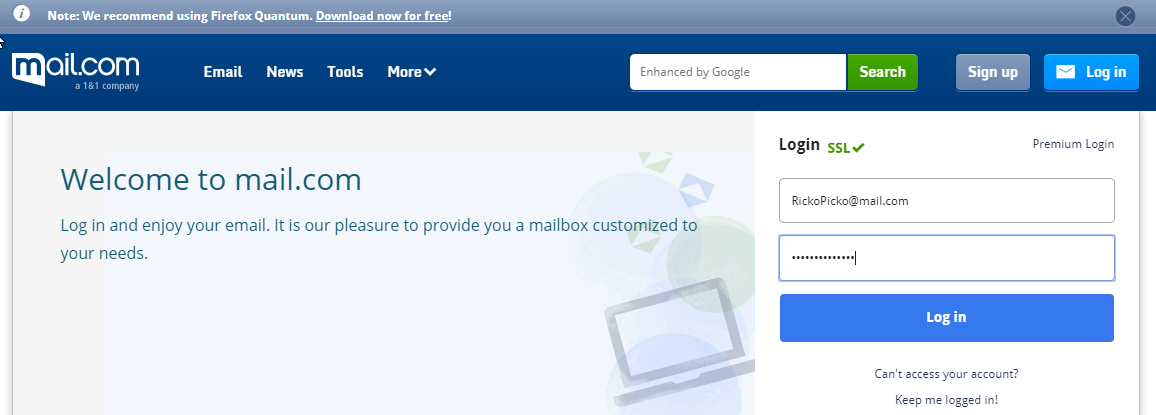 Note: We recommend using Firefox Quantum. Download now for free!
mail.com
a 1&1 company
Email News Tools More
Enhanced by Google
Search
Sign up
Log in
Login SSL
Premium Login
RickoPicko@mail.com
••••••••••••••
Log in
Can't access your account?
Keep me logged in!
Welcome to mail.com
Log in and enjoy your email. It is our pleasure to provide you a mailbox customized to
your needs.